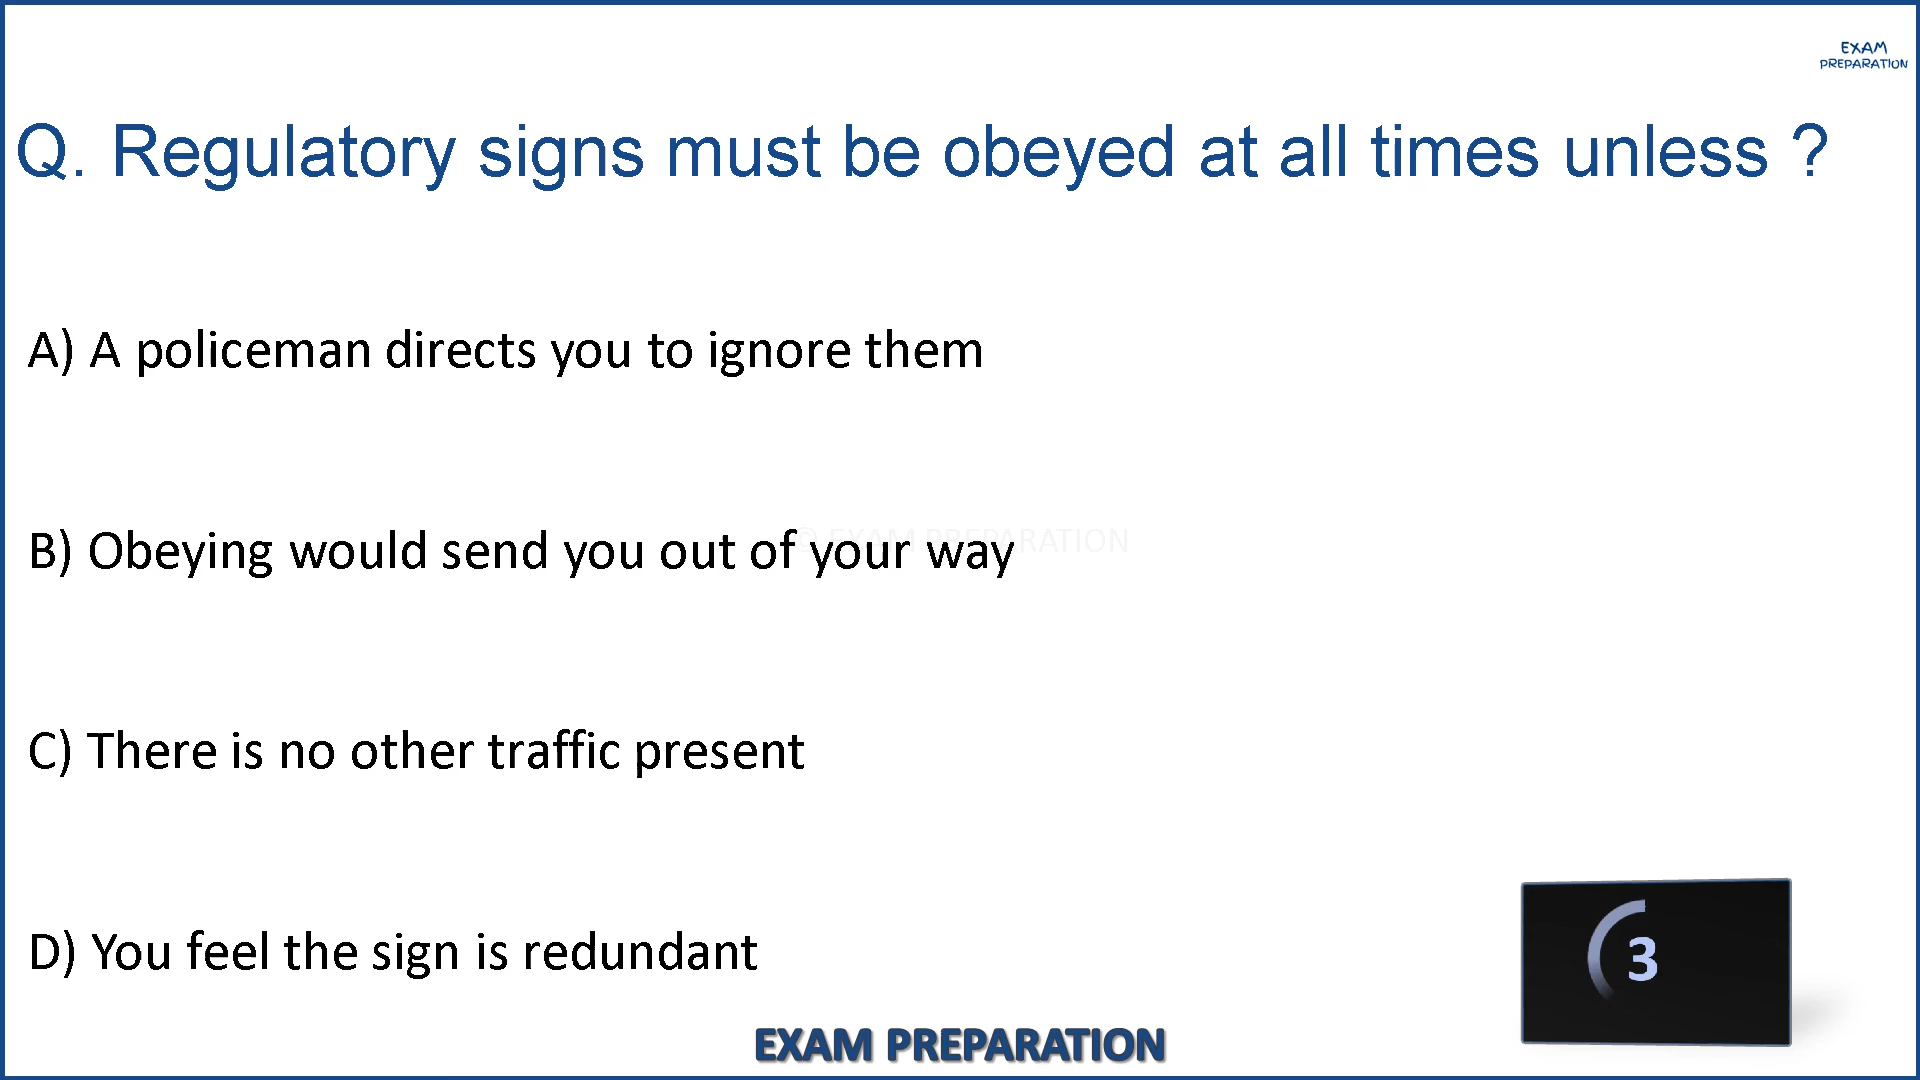 EXAM
PREPARATION
Q. Regulatory signs must be obeyed at all times unless ?
A) A policeman directs you to ignore them
© EXAM PREPARATION
B) Obeying would send you out of your way
C) There is no other traffic present
D) You feel the sign is redundant
3
EXAM PREPARATION